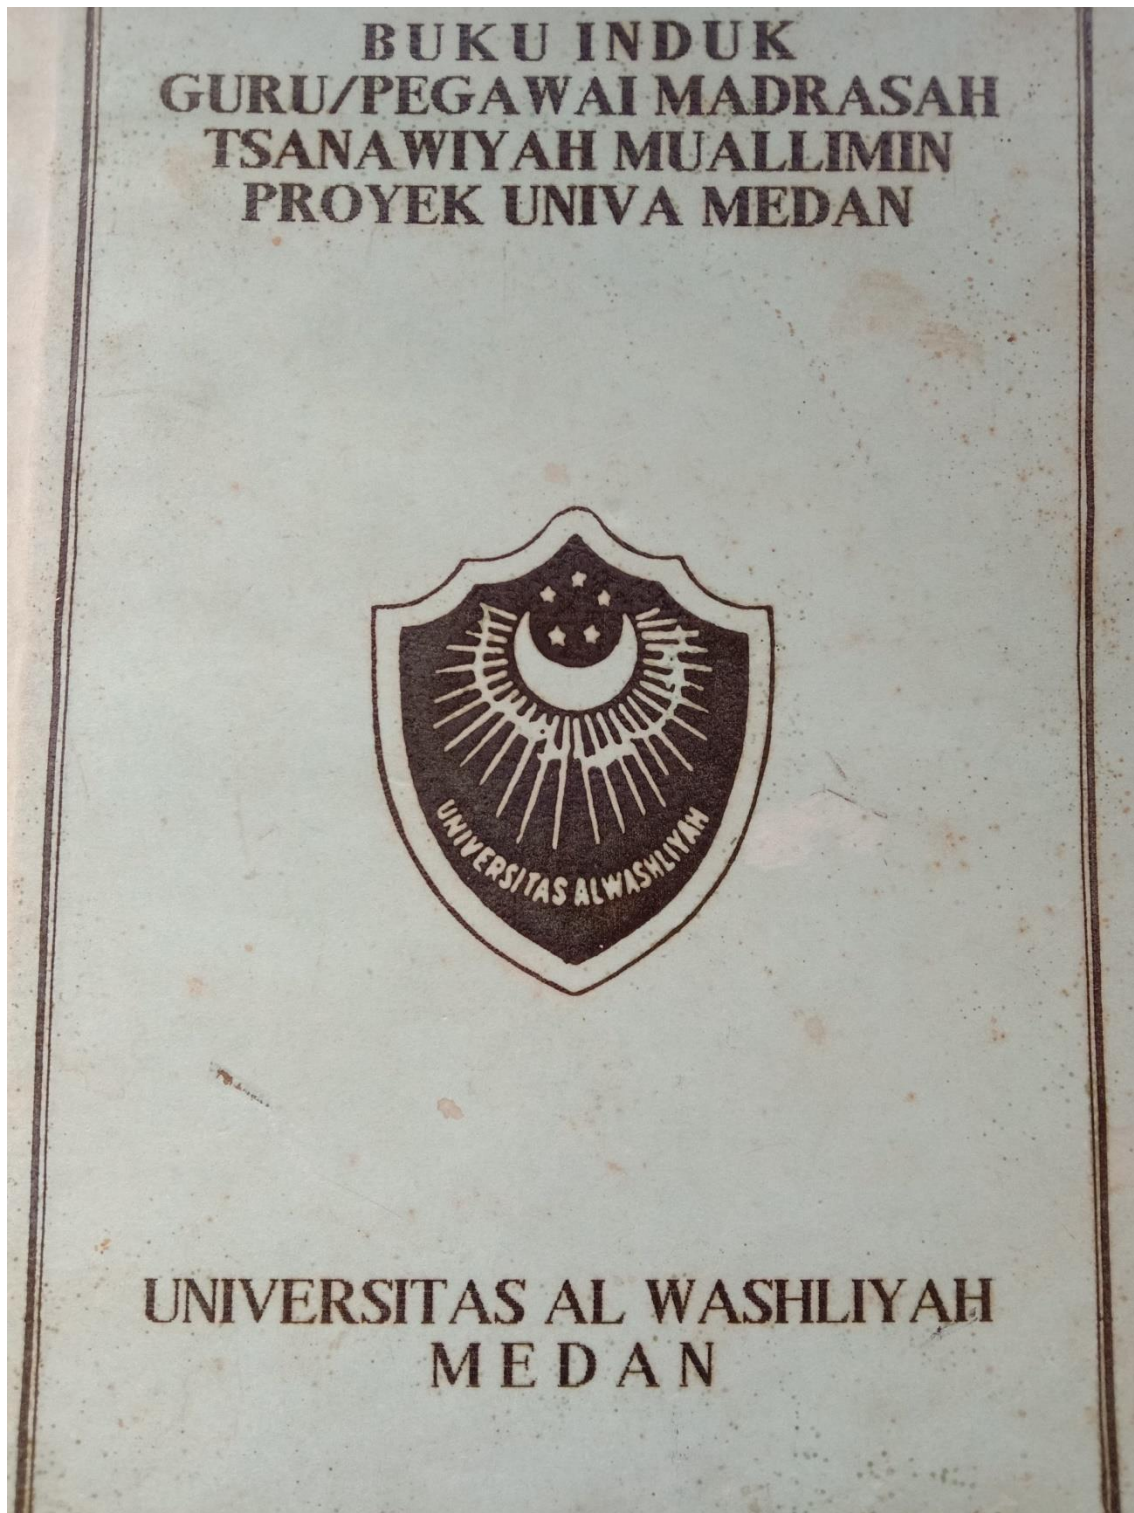 BUKU INDUK
GURU/PEGAWAI MADRASAH
TSANAWIYAH MUALLIMIN
PROYEK UNIVA MEDAN
UNIVERSITAS ALWASHLIYAH
UNIVERSITAS AL WASHLIYAH
MEDAN